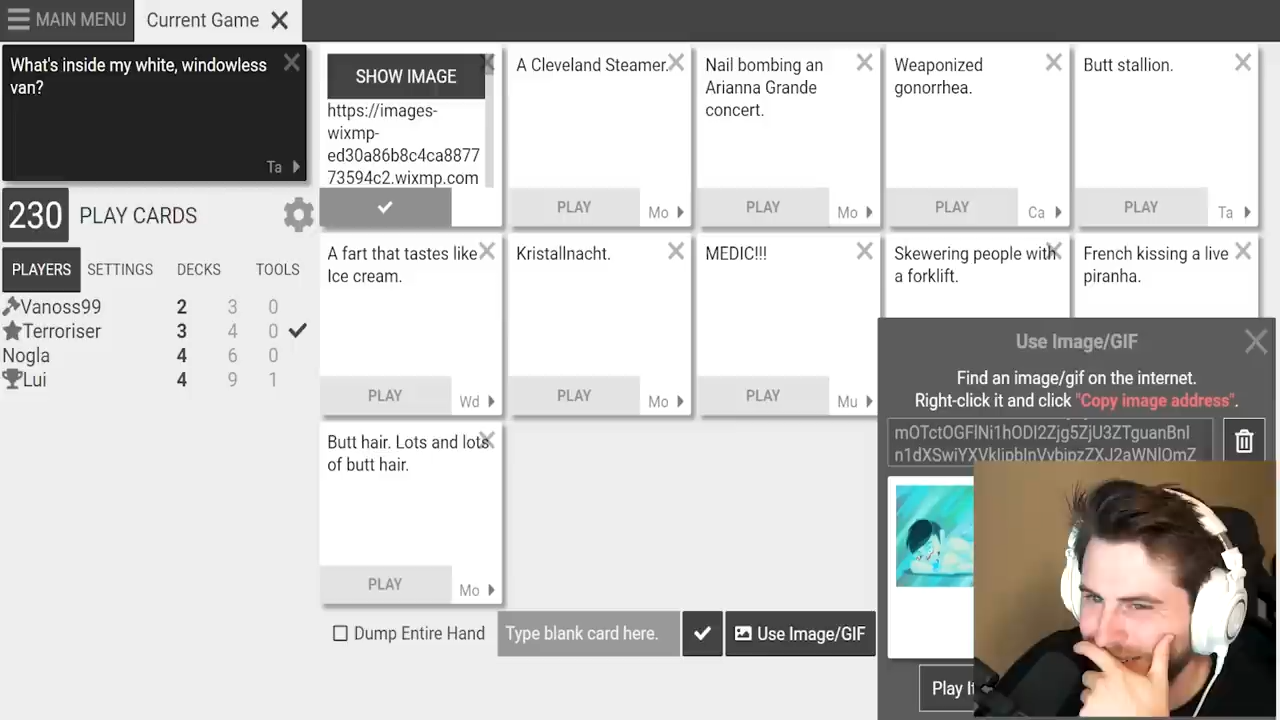 MAIN MENU
Current Game
What's inside my white, windowless
van?
Ta
230 PLAY CARDS
PLAYERS SETTINGS DECKS TOOLS
Vanoss99 2 3 0
Terroriser 3 4 0
Nogla 4 6 0
Lui 4 9 1
SHOW IMAGE
https://images-
wixmp-
ed30a86b8c4ca8877
73594c2.wixmp.com
A Cleveland Steamer.
PLAY Mo
Nail bombing an
Arianna Grande
concert.
PLAY Mo
Weaponized
gonorrhea.
PLAY Ca
Butt stallion.
PLAY Ta
A fart that tastes like
Ice cream.
PLAY Wd
Kristallnacht.
PLAY Mo
MEDIC!!!
PLAY Mu
Skewering people with
a forklift.
French kissing a live
piranha.
Butt hair. Lots and lots
of butt hair.
PLAY Mo
Dump Entire Hand
Type blank card here.
Use Image/GIF
Use Image/GIF
Find an image/gif on the internet.
Right-click it and click "Copy image address".
Play